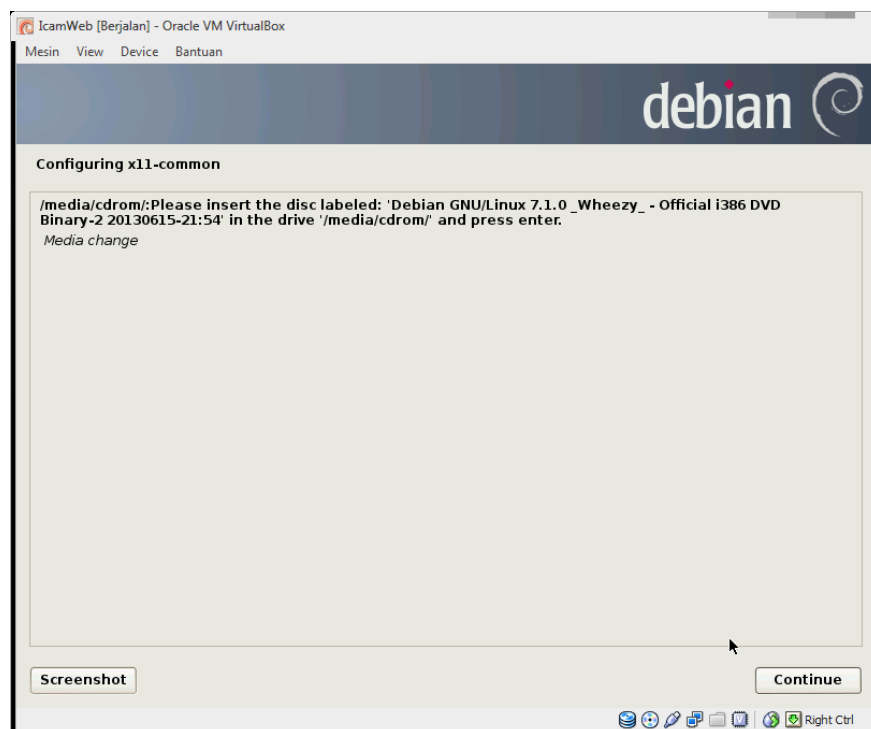 IcamWeb [Berjalan] - Oracle VM VirtualBox
Mesin View Device Bantuan
debian
Configuring x11-common
/media/cdrom/:Please insert the disc labeled: 'Debian GNU/Linux 7.1.0 _Wheezy_ - Official i386 DVD
Binary-2 20130615-21:54' in the drive '/media/cdrom/' and press enter.
Media change
Screenshot
Continue
Right Ctrl